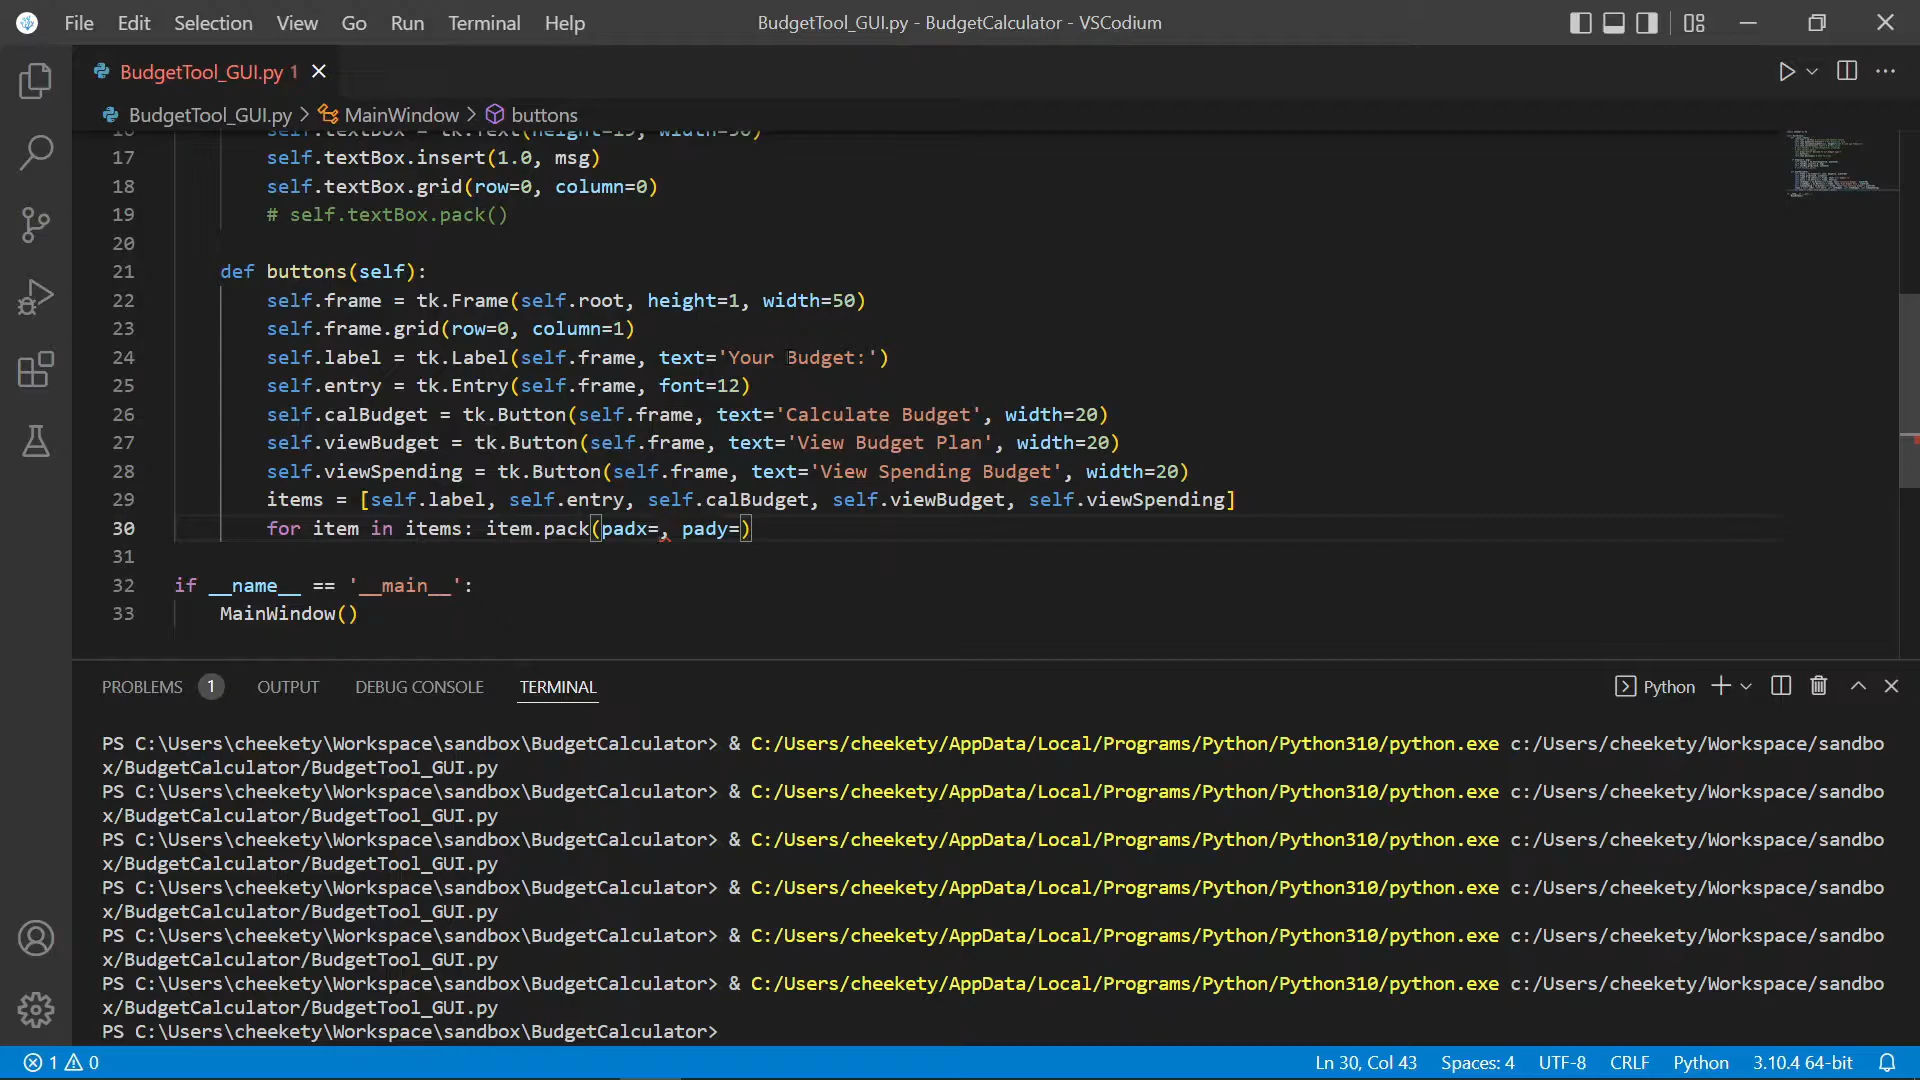 File Edit Selection View Go Run Terminal Help BudgetTool_GUI.py - BudgetCalculator - VSCodium
BudgetTool_GUI.py 1
BudgetTool_GUI.py > MainWindow > buttons
16 self.textBox = tk.Text(height=15, width=50)
17 self.textBox.insert(1.0, msg)
18 self.textBox.grid(row=0, column=0)
19 # self.textBox.pack()
20
21 def buttons(self):
22 self.frame = tk.Frame(self.root, height=1, width=50)
23 self.frame.grid(row=0, column=1)
24 self.label = tk.Label(self.frame, text='Your Budget:')
25 self.entry = tk.Entry(self.frame, font=12)
26 self.calBudget = tk.Button(self.frame, text='Calculate Budget', width=20)
27 self.viewBudget = tk.Button(self.frame, text='View Budget Plan', width=20)
28 self.viewSpending = tk.Button(self.frame, text='View Spending Budget', width=20)
29 items = [self.label, self.entry, self.calBudget, self.viewBudget, self.viewSpending]
30 for item in items: item.pack(padx=, pady=)
31
32 if __name__ == '__main__':
33 MainWindow()
PROBLEMS 1 OUTPUT DEBUG CONSOLE TERMINAL Python
PS C:\Users\cheekety\Workspace\sandbox\BudgetCalculator> & C:/Users/cheekety/AppData/Local/Programs/Python/Python310/python.exe c:/Users/cheekety/Workspace/sandbo
x/BudgetCalculator/BudgetTool_GUI.py
PS C:\Users\cheekety\Workspace\sandbox\BudgetCalculator> & C:/Users/cheekety/AppData/Local/Programs/Python/Python310/python.exe c:/Users/cheekety/Workspace/sandbo
x/BudgetCalculator/BudgetTool_GUI.py
PS C:\Users\cheekety\Workspace\sandbox\BudgetCalculator> & C:/Users/cheekety/AppData/Local/Programs/Python/Python310/python.exe c:/Users/cheekety/Workspace/sandbo
x/BudgetCalculator/BudgetTool_GUI.py
PS C:\Users\cheekety\Workspace\sandbox\BudgetCalculator> & C:/Users/cheekety/AppData/Local/Programs/Python/Python310/python.exe c:/Users/cheekety/Workspace/sandbo
x/BudgetCalculator/BudgetTool_GUI.py
PS C:\Users\cheekety\Workspace\sandbox\BudgetCalculator> & C:/Users/cheekety/AppData/Local/Programs/Python/Python310/python.exe c:/Users/cheekety/Workspace/sandbo
x/BudgetCalculator/BudgetTool_GUI.py
PS C:\Users\cheekety\Workspace\sandbox\BudgetCalculator> & C:/Users/cheekety/AppData/Local/Programs/Python/Python310/python.exe c:/Users/cheekety/Workspace/sandbo
x/BudgetCalculator/BudgetTool_GUI.py
PS C:\Users\cheekety\Workspace\sandbox\BudgetCalculator>
1 0 Ln 30, Col 43 Spaces: 4 UTF-8 CRLF Python 3.10.4 64-bit